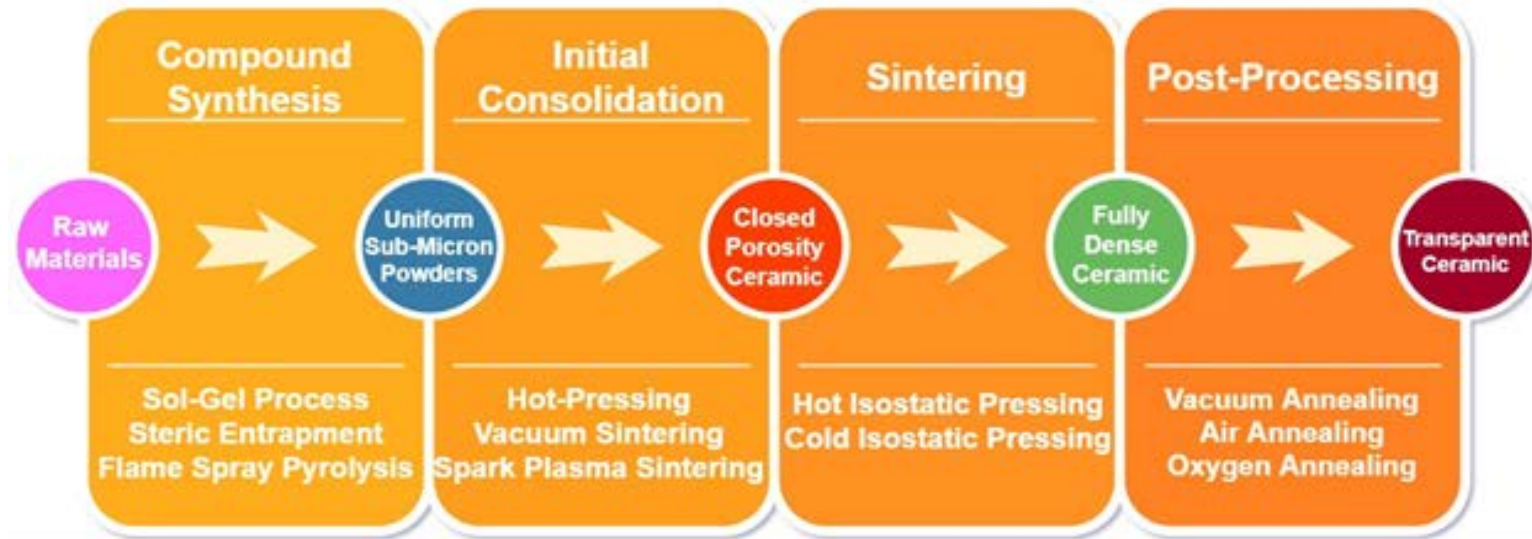 Compound
Synthesis
Initial
Consolidation
Sintering
Post-Processing
Raw
Materials
Uniform
Sub-Micron
Powders
Closed
Porosity
Ceramic
Fully
Dense
Ceramic
Transparent
Ceramic
Sol-Gel Process
Steric Entrapment
Flame Spray Pyrolysis
Hot-Pressing
Vacuum Sintering
Spark Plasma Sintering
Hot Isostatic Pressing
Cold Isostatic Pressing
Vacuum Annealing
Air Annealing
Oxygen Annealing